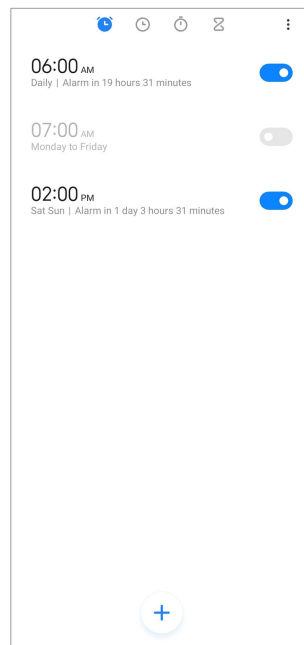 06:00 AM
Daily | Alarm in 19 hours 31 minutes
07:00 AM
Monday to Friday
02:00 PM
Sat Sun | Alarm in 1 day 3 hours 31 minutes